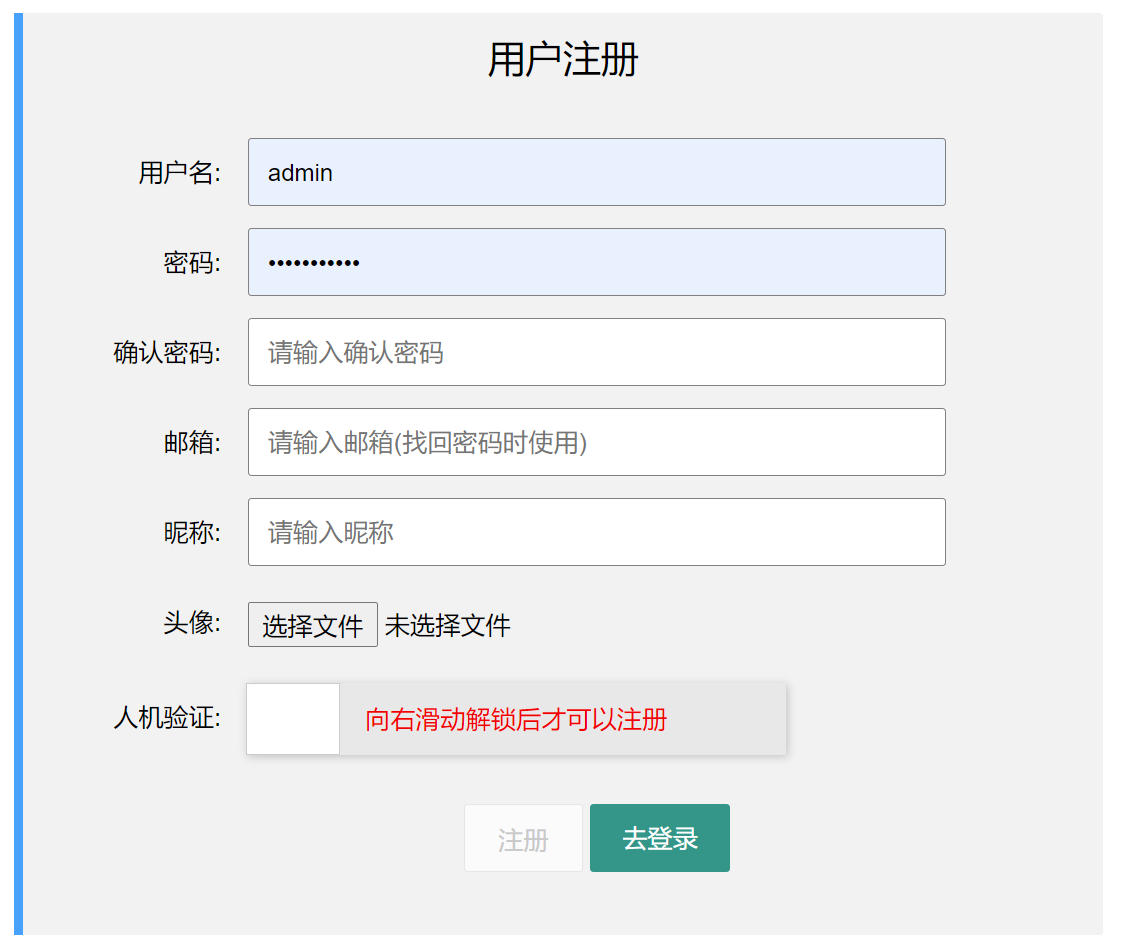 用户注册
用户名: admin
密码: •••••••••••
确认密码: 请输入确认密码
邮箱: 请输入邮箱(找回密码时使用)
昵称: 请输入昵称
头像: 选择文件 未选择文件
人机验证: 向右滑动解锁后才可以注册
注册 去登录